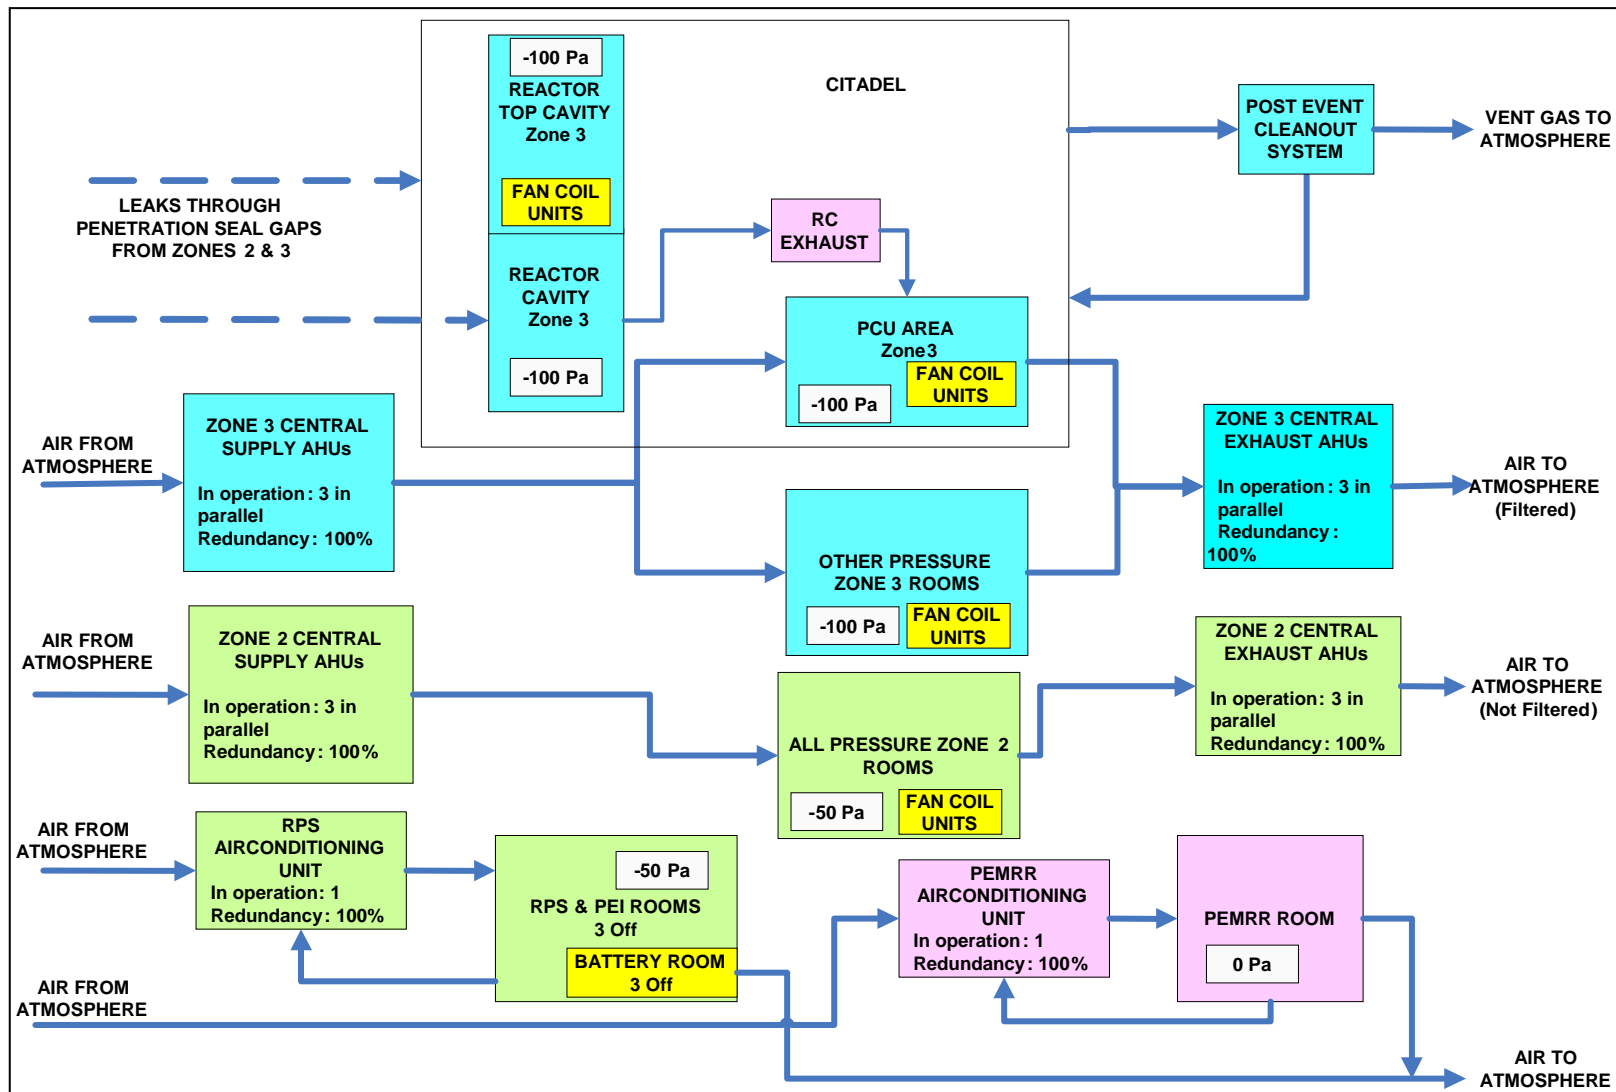 -100 Pa
REACTOR
TOP CAVITY
Zone 3
FAN COIL
UNITS
CITADEL
POST EVENT
CLEANOUT
SYSTEM
VENT GAS TO
ATMOSPHERE
LEAKS THROUGH
PENETRATION SEAL GAPS
FROM ZONES 2 & 3
RC
EXHAUST
REACTOR
CAVITY
Zone 3
-100 Pa
PCU AREA
Zone3
FAN COIL
UNITS
-100 Pa
AIR FROM
ATMOSPHERE
ZONE 3 CENTRAL
SUPPLY AHUs
In operation: 3 in
parallel
Redundancy: 100%
ZONE 3 CENTRAL
EXHAUST AHUs
In operation: 3 in
parallel
Redundancy:
100%
AIR TO
ATMOSPHERE
(Filtered)
OTHER PRESSURE
ZONE 3 ROOMS
-100 Pa
FAN COIL
UNITS
AIR FROM
ATMOSPHERE
ZONE 2 CENTRAL
SUPPLY AHUs
In operation: 3 in
parallel
Redundancy: 100%
ZONE 2 CENTRAL
EXHAUST AHUs
In operation: 3 in
parallel
Redundancy: 100%
AIR TO
ATMOSPHERE
(Not Filtered)
ALL PRESSURE ZONE 2
ROOMS
-50 Pa
FAN COIL
UNITS
AIR FROM
ATMOSPHERE
RPS
AIRCONDITIONING
UNIT
In operation: 1
Redundancy: 100%
-50 Pa
RPS & PEI ROOMS
3 Off
BATTERY ROOM
3 Off
PEMRR
AIRCONDITIONING
UNIT
In operation: 1
Redundancy: 100%
PEMRR ROOM
0 Pa
AIR FROM
ATMOSPHERE
AIR TO
ATMOSPHERE